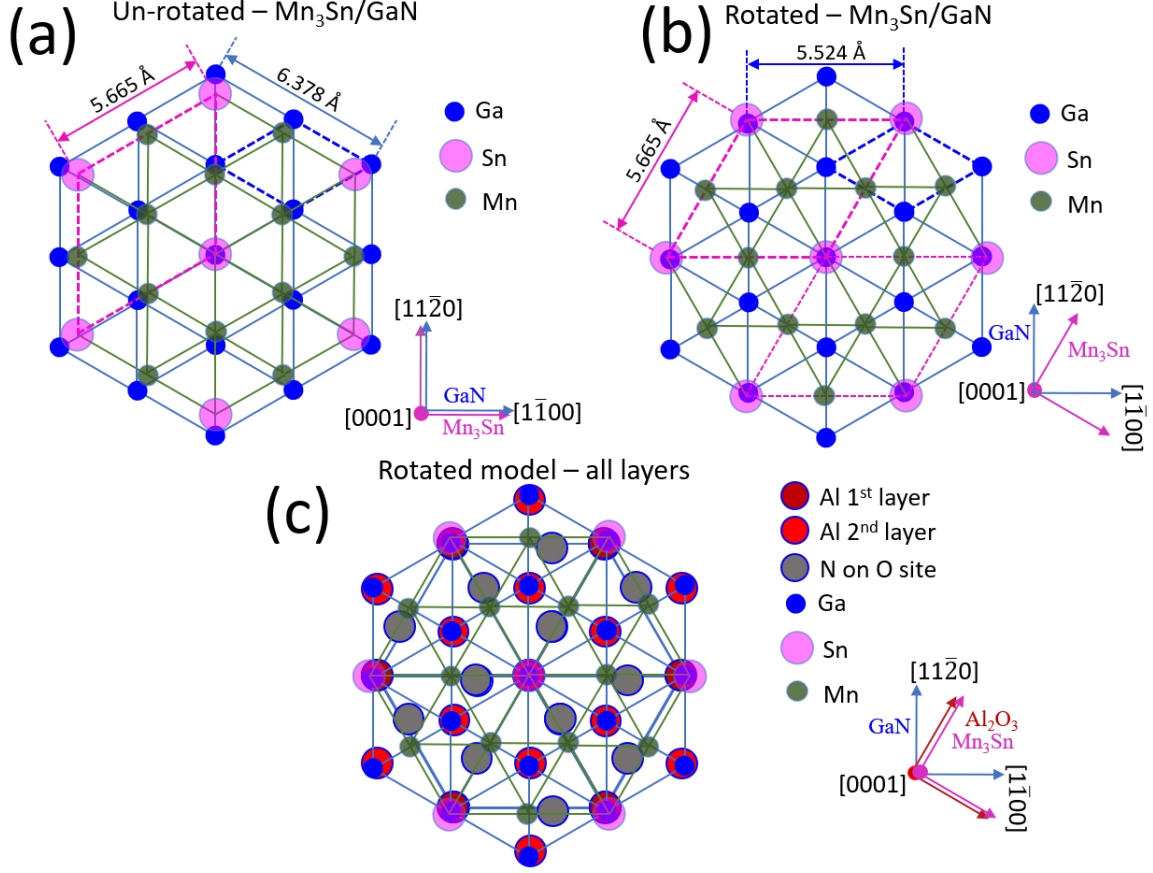 (a)
Un-rotated – Mn₃Sn/GaN
5.665 Å
6.378 Å
Ga
Sn
Mn
[112̅0]
GaN
[0001]
[11̅00]
Mn₃Sn
(b)
Rotated – Mn₃Sn/GaN
5.524 Å
5.665 Å
Ga
Sn
Mn
[112̅0]
GaN
Mn₃Sn
[0001]
[11̅00]
(c)
Rotated model – all layers
Al 1ˢᵗ layer
Al 2ⁿᵈ layer
N on O site
Ga
Sn
Mn
[112̅0]
GaN
Al₂O₃
Mn₃Sn
[0001]
[11̅00]